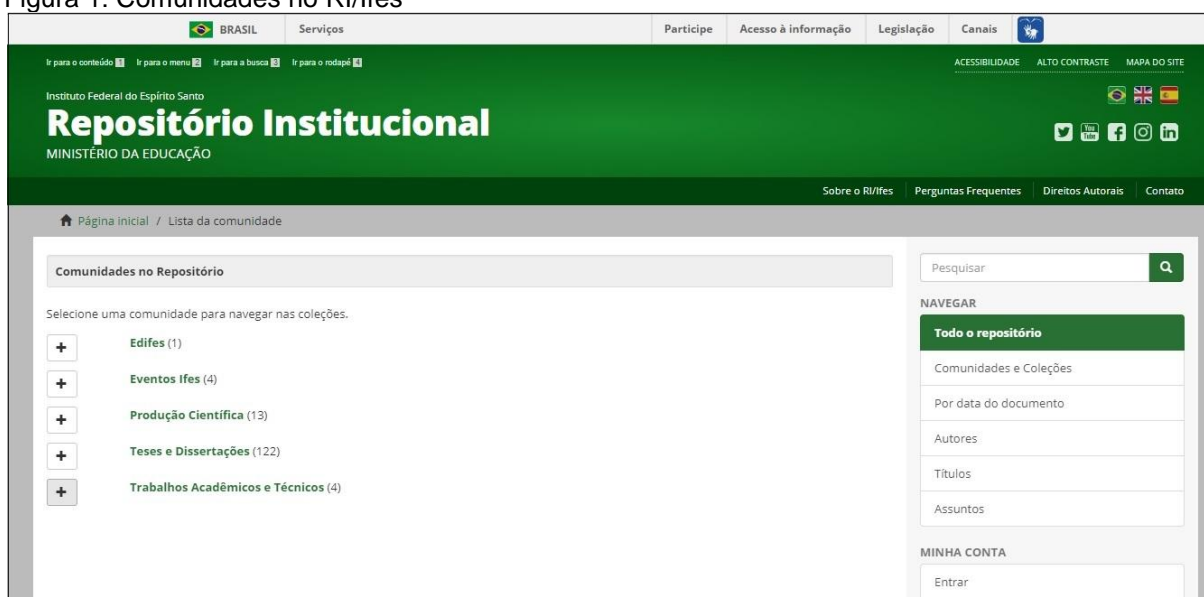 Figura 1: Comunidades no RI/Ifes
BRASIL Serviços Participe Acesso à informação Legislação Canais
Ir para o conteúdo 1 Ir para o menu 2 Ir para a busca 3 Ir para o rodapé 4 ACESSIBILIDADE ALTO CONTRASTE MAPA DO SITE
Instituto Federal do Espírito Santo
Repositório Institucional
MINISTÉRIO DA EDUCAÇÃO
You Tube
Sobre o RI/Ifes Perguntas Frequentes Direitos Autorais Contato
Página inicial / Lista da comunidade
Comunidades no Repositório
Selecione uma comunidade para navegar nas coleções.
+ Edifes (1)
+ Eventos Ifes (4)
+ Produção Científica (13)
+ Teses e Dissertações (122)
+ Trabalhos Acadêmicos e Técnicos (4)
Pesquisar
NAVEGAR
Todo o repositório
Comunidades e Coleções
Por data do documento
Autores
Títulos
Assuntos
MINHA CONTA
Entrar